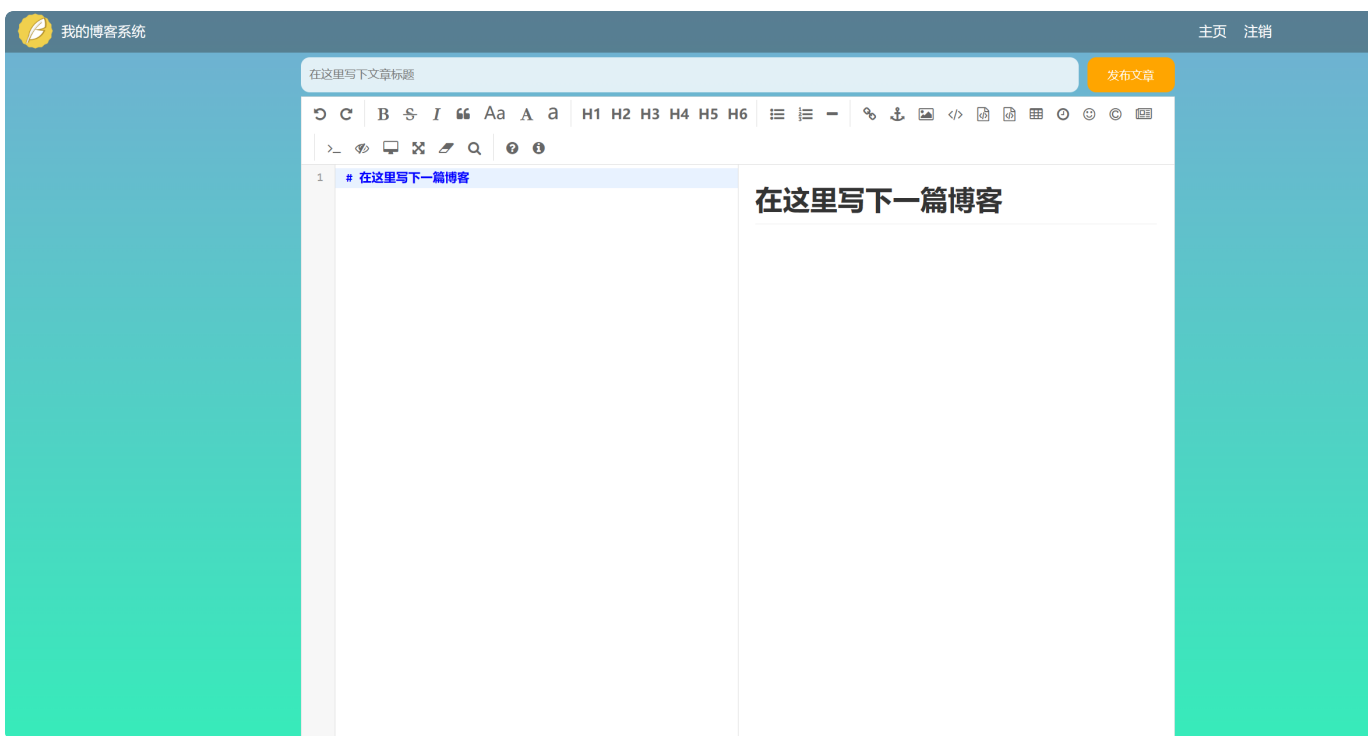 我的博客系统 主页 注销
在这里写下文章标题 发布文章
B S I Aa A a H1 H2 H3 H4 H5 H6
1 # 在这里写下一篇博客
在这里写下一篇博客